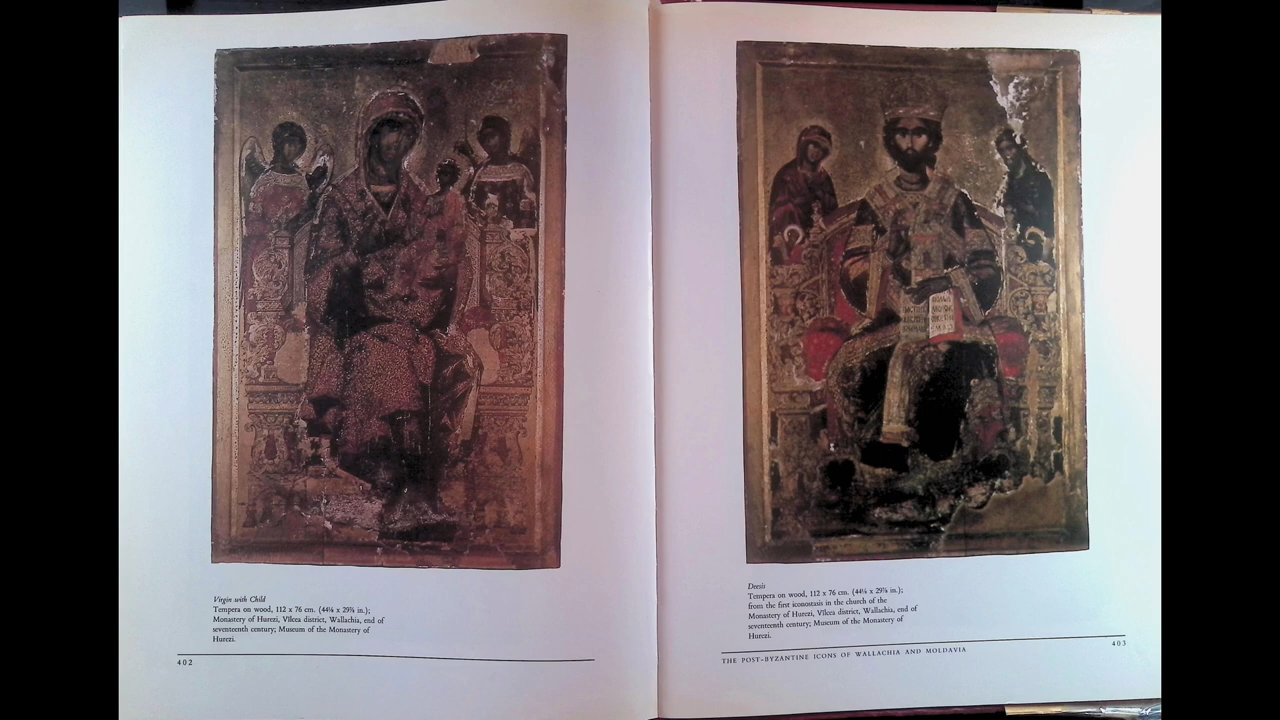 Virgin with Child
Tempera on wood, 112 x 76 cm. (44⅛ x 29⅞ in.);
Monastery of Hurezi, Vîlcea district, Wallachia, end of
seventeenth century; Museum of the Monastery of
Hurezi.
402
Deesis
Tempera on wood, 112 x 76 cm. (44⅛ x 29⅞ in.);
from the first iconostasis in the church of the
Monastery of Hurezi, Vîlcea district, Wallachia, end of
seventeenth century; Museum of the Monastery of
Hurezi.
THE POST-BYZANTINE ICONS OF WALLACHIA AND MOLDAVIA
403